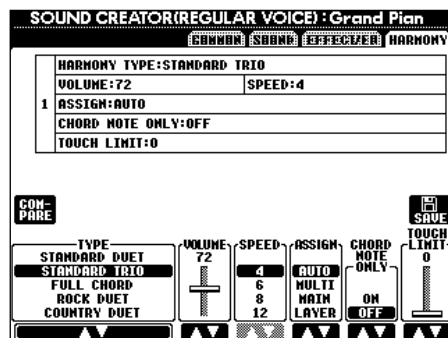 SOUND CREATOR(REGULAR VOICE) : Grand Pian
COMMON SOUND EFFECT/EQ HARMONY
HARMONY TYPE:STANDARD TRIO
VOLUME:72 SPEED:4
1 ASSIGN:AUTO
CHORD NOTE ONLY:OFF
TOUCH LIMIT:0
COM-
PARE
SAVE
TYPE VOLUME SPEED ASSIGN CHORD NOTE ONLY TOUCH LIMIT
STANDARD DUET 72 0
STANDARD TRIO 4 AUTO
FULL CHORD 6 MULTI
ROCK DUET 8 MAIN ON
COUNTRY DUET 12 LAYER OFF